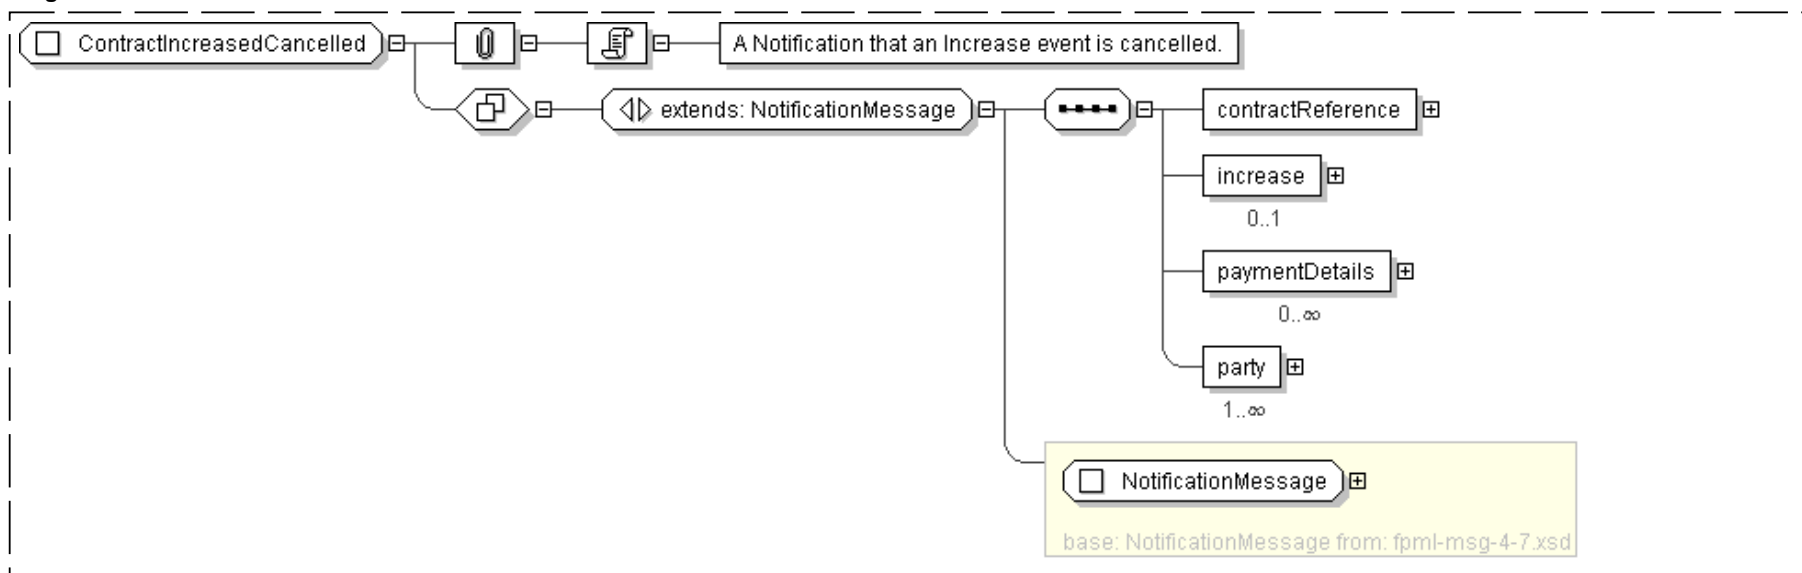 ContractIncreasedCancelled
A Notification that an Increase event is cancelled.
extends: NotificationMessage
contractReference
increase
0..1
paymentDetails
0..∞
party
1..∞
NotificationMessage
base: NotificationMessage from: fpml-msg-4-7.xsd